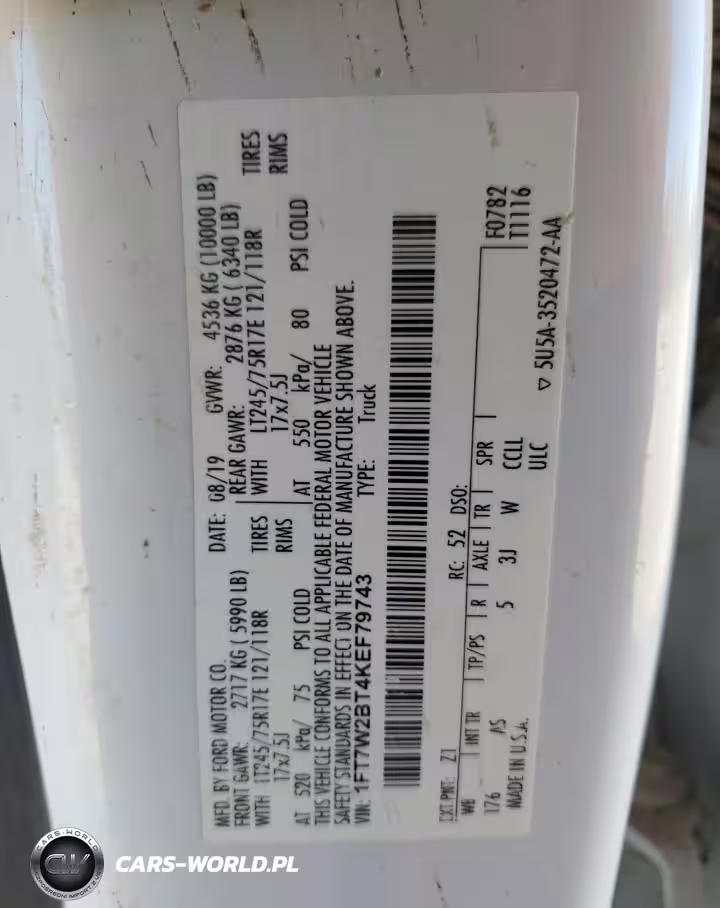 MFD. BY FORD MOTOR CO.
DATE: 08/19 GVWR: 4536 KG (10000 LB)
FRONT GAWR: 2717 KG ( 5990 LB) REAR GAWR: 2876 KG ( 6340 LB)
WITH LT245/75R17E 121/118R TIRES WITH LT245/75R17E 121/118R TIRES
17x7.5J RIMS 17x7.5J RIMS
AT 520 kPa/ 75 PSI COLD AT 550 kPa/ 80 PSI COLD
THIS VEHICLE CONFORMS TO ALL APPLICABLE FEDERAL MOTOR VEHICLE
SAFETY STANDARDS IN EFFECT ON THE DATE OF MANUFACTURE SHOWN ABOVE.
VIN: 1FT7W2BT4KEF79743 TYPE: Truck
EXT PNT: Z1 RC: 52 DSO:
WB INT TR TP/PS R AXLE TR SPR F0782
176 AS 5 3J W CCLL T1116
MADE IN U.S.A. ULC
▽ 5U5A-3520472-AA
CARS-WORLD
CW
CARS-WORLD.PL